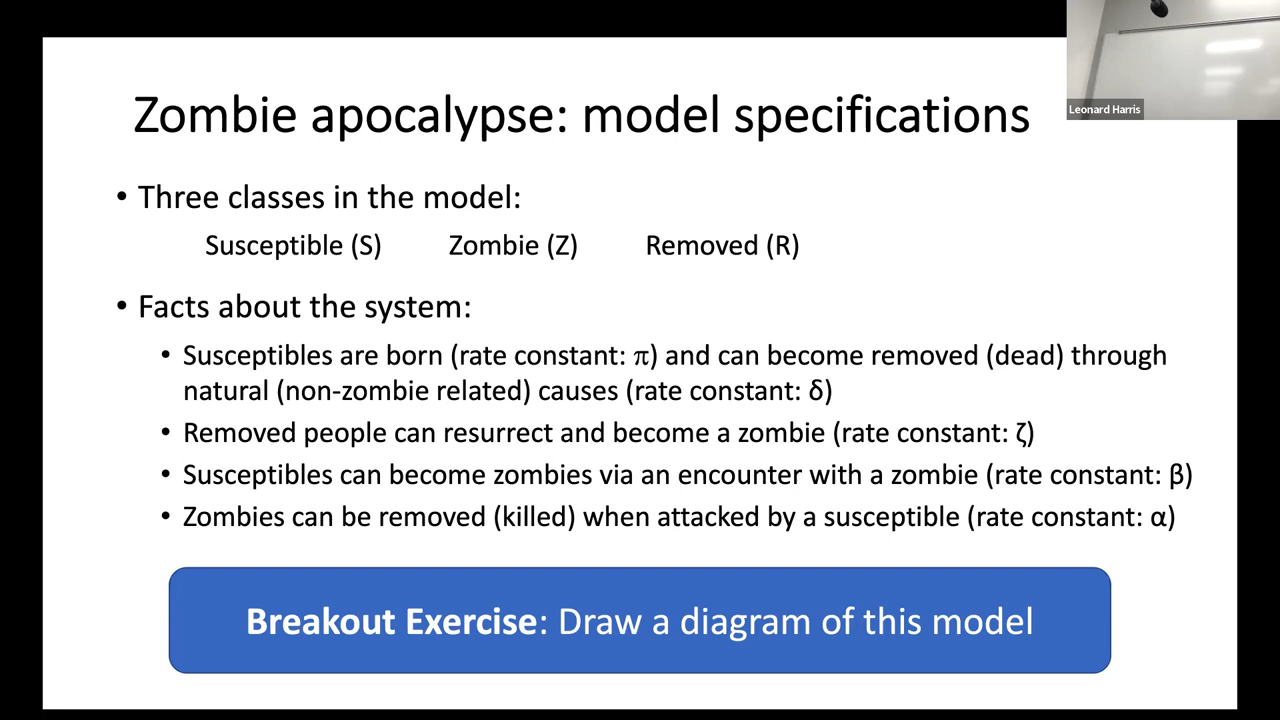 Leonard Harris
Zombie apocalypse: model specifications
• Three classes in the model:
Susceptible (S) Zombie (Z) Removed (R)
• Facts about the system:
• Susceptibles are born (rate constant: π) and can become removed (dead) through
natural (non-zombie related) causes (rate constant: δ)
• Removed people can resurrect and become a zombie (rate constant: ζ)
• Susceptibles can become zombies via an encounter with a zombie (rate constant: β)
• Zombies can be removed (killed) when attacked by a susceptible (rate constant: α)
Breakout Exercise: Draw a diagram of this model